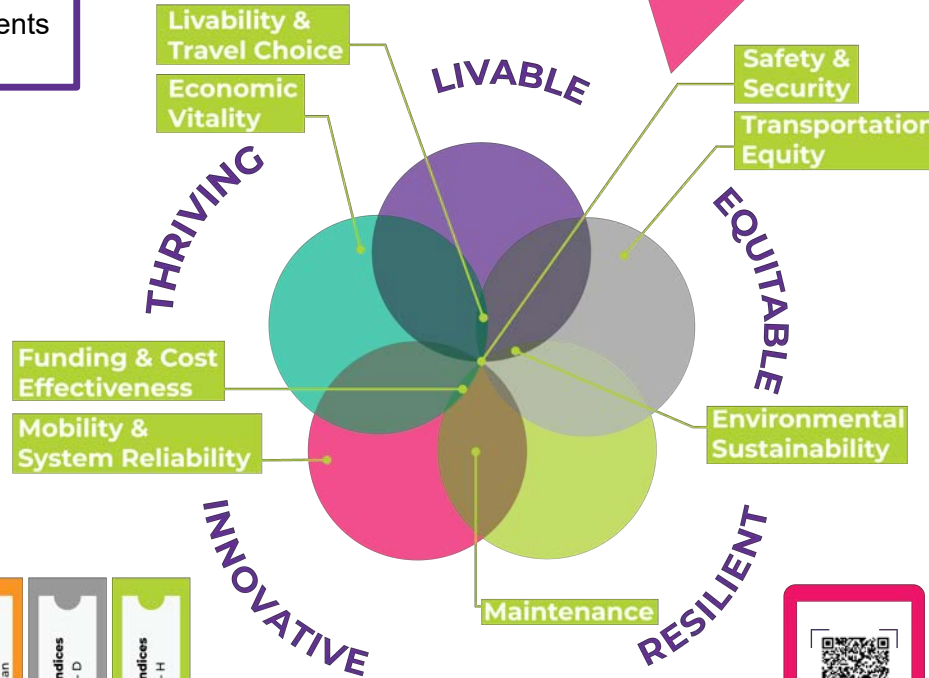 Livability &
Travel Choice
Economic
Vitality
LIVABLE
Safety &
Security
Transportation
Equity
THRIVING
EQUITABLE
Funding & Cost
Effectiveness
Mobility &
System Reliability
Environmental
Sustainability
INNOVATIVE
Maintenance
RESILIENT
- D
- H